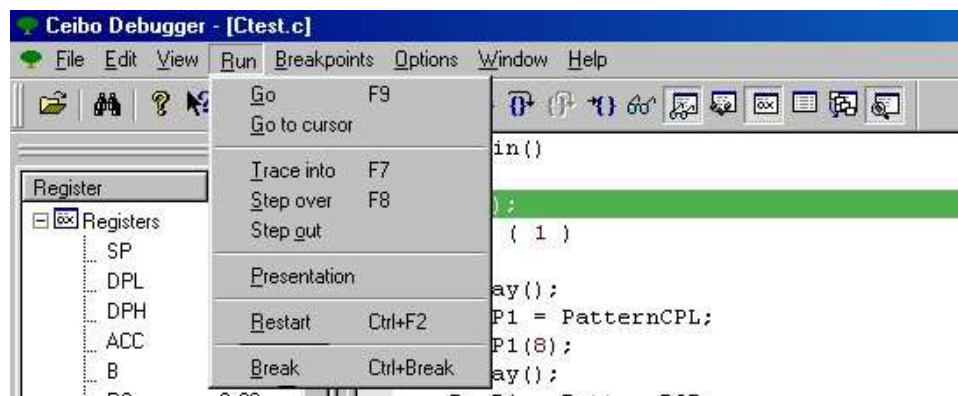 Ceibo Debugger - [Ctest.c]
File Edit View Run Breakpoints Options Window Help
Go F9
Go to cursor
Trace into F7
Step over F8
Step out
Presentation
Restart Ctrl+F2
Break Ctrl+Break
Register
Registers
SP
DPL
DPH
ACC
B
in()
);
( 1 )
ay();
P1 = PatternCPL;
P1(8);
ay();